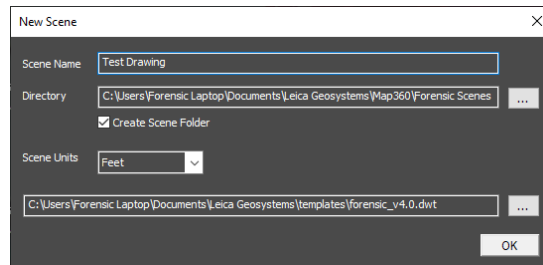 New Scene
Scene Name Test Drawing
Directory C:\Users\Forensic Laptop\Documents\Leica Geosystems\Map360\Forensic Scenes ...
Create Scene Folder
Scene Units Feet
C:\Users\Forensic Laptop\Documents\Leica Geosystems\templates\forensic_v4.0.dwt ...
OK